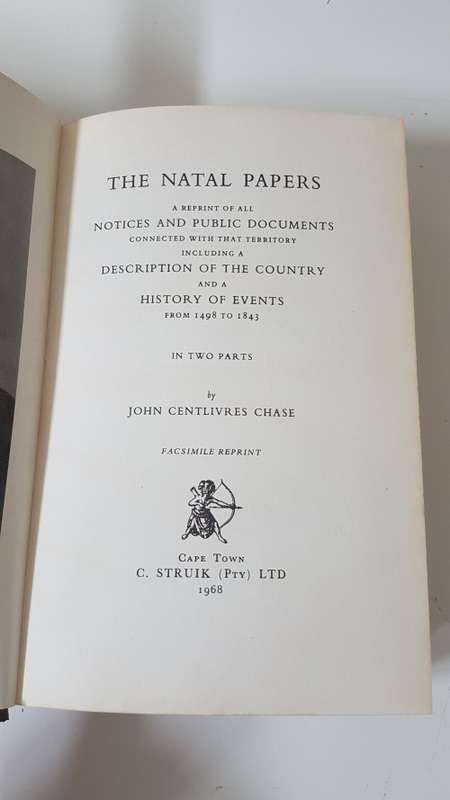 THE NATAL PAPERS
A REPRINT OF ALL
NOTICES AND PUBLIC DOCUMENTS
CONNECTED WITH THAT TERRITORY
INCLUDING A
DESCRIPTION OF THE COUNTRY
AND A
HISTORY OF EVENTS
FROM 1498 TO 1843
IN TWO PARTS
by
JOHN CENTLIVRES CHASE
FACSIMILE REPRINT
CAPE TOWN
C. STRUIK (PTY) LTD
1968